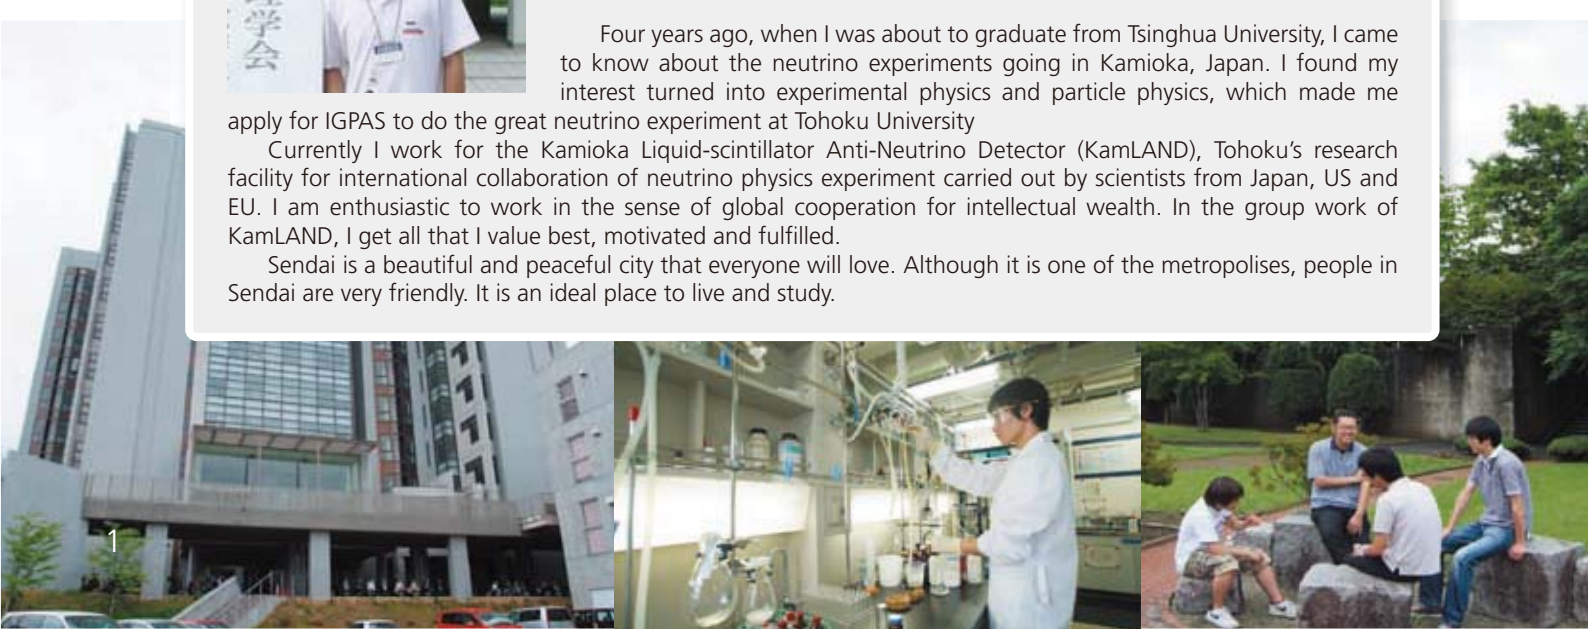 学
会
Four years ago, when I was about to graduate from Tsinghua University, I came
to know about the neutrino experiments going in Kamioka, Japan. I found my
interest turned into experimental physics and particle physics, which made me
apply for IGPAS to do the great neutrino experiment at Tohoku University
Currently I work for the Kamioka Liquid-scintillator Anti-Neutrino Detector (KamLAND), Tohoku’s research
facility for international collaboration of neutrino physics experiment carried out by scientists from Japan, US and
EU. I am enthusiastic to work in the sense of global cooperation for intellectual wealth. In the group work of
KamLAND, I get all that I value best, motivated and fulfilled.
Sendai is a beautiful and peaceful city that everyone will love. Although it is one of the metropolises, people in
Sendai are very friendly. It is an ideal place to live and study.
1